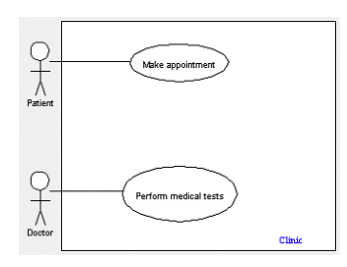 Make appointment
Patient
Perform medical tests
Doctor
Clinic